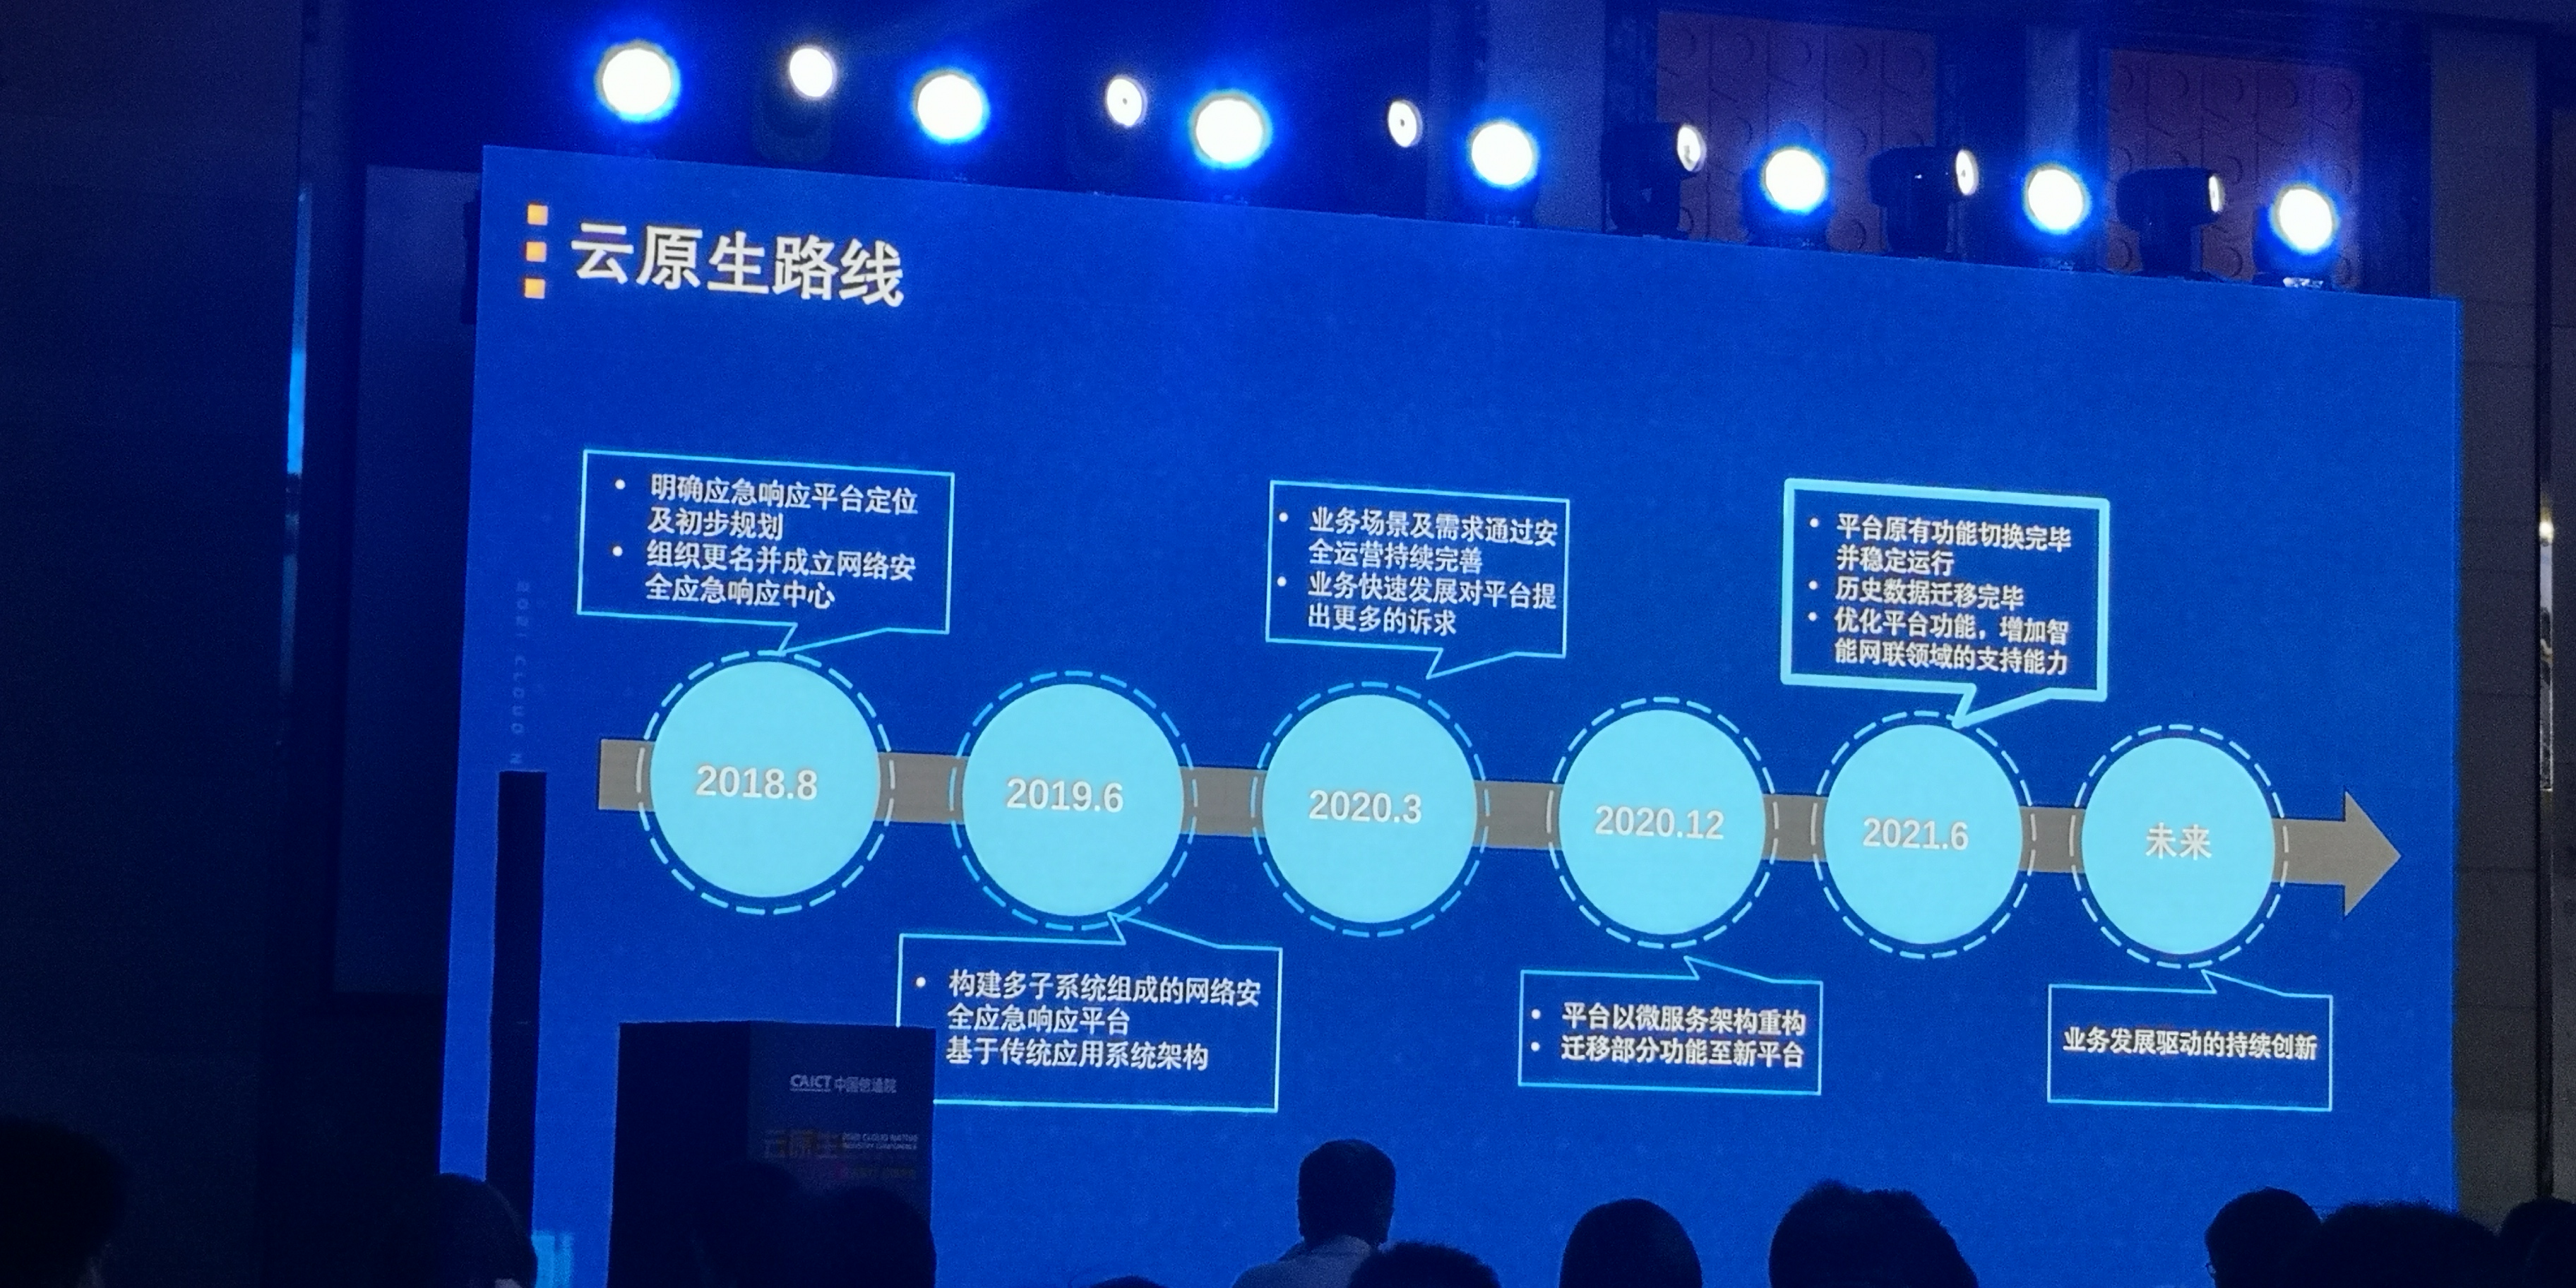 云原生路线
明确应急响应平台定位
及初步规划
组织更名并成立网络安
全应急响应中心
业务场景及需求通过安
全运营持续完善
业务快速发展对平台提
出更多的诉求
平台原有功能切换完毕
并稳定运行
历史数据迁移完毕
优化平台功能，增加智
能网联领域的支持能力
2018.8
2019.6
2020.3
2020.12
2021.6
未来
构建多子系统组成的网络安
全应急响应平台
基于传统应用系统架构
平台以微服务架构重构
迁移部分功能至新平台
业务发展驱动的持续创新
2021 CLOUD N
CAICT 中国信通院
云原生
2021 CLOUD NATIVE
INDUSTRY CONFERENCE